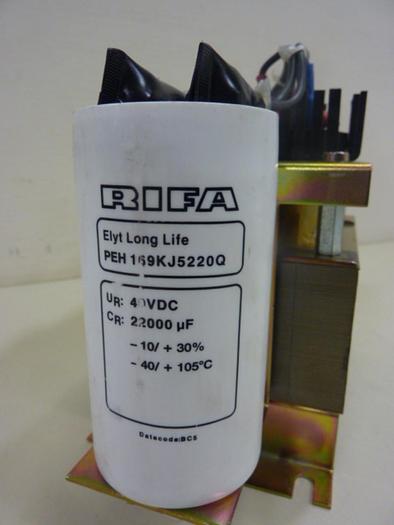 RIFA
Elyt Long Life
PEH 169KJ5220Q
UR: 40VDC
CR: 22000 µF
– 10/ + 30%
– 40/ + 105°C
Datecode:BC5